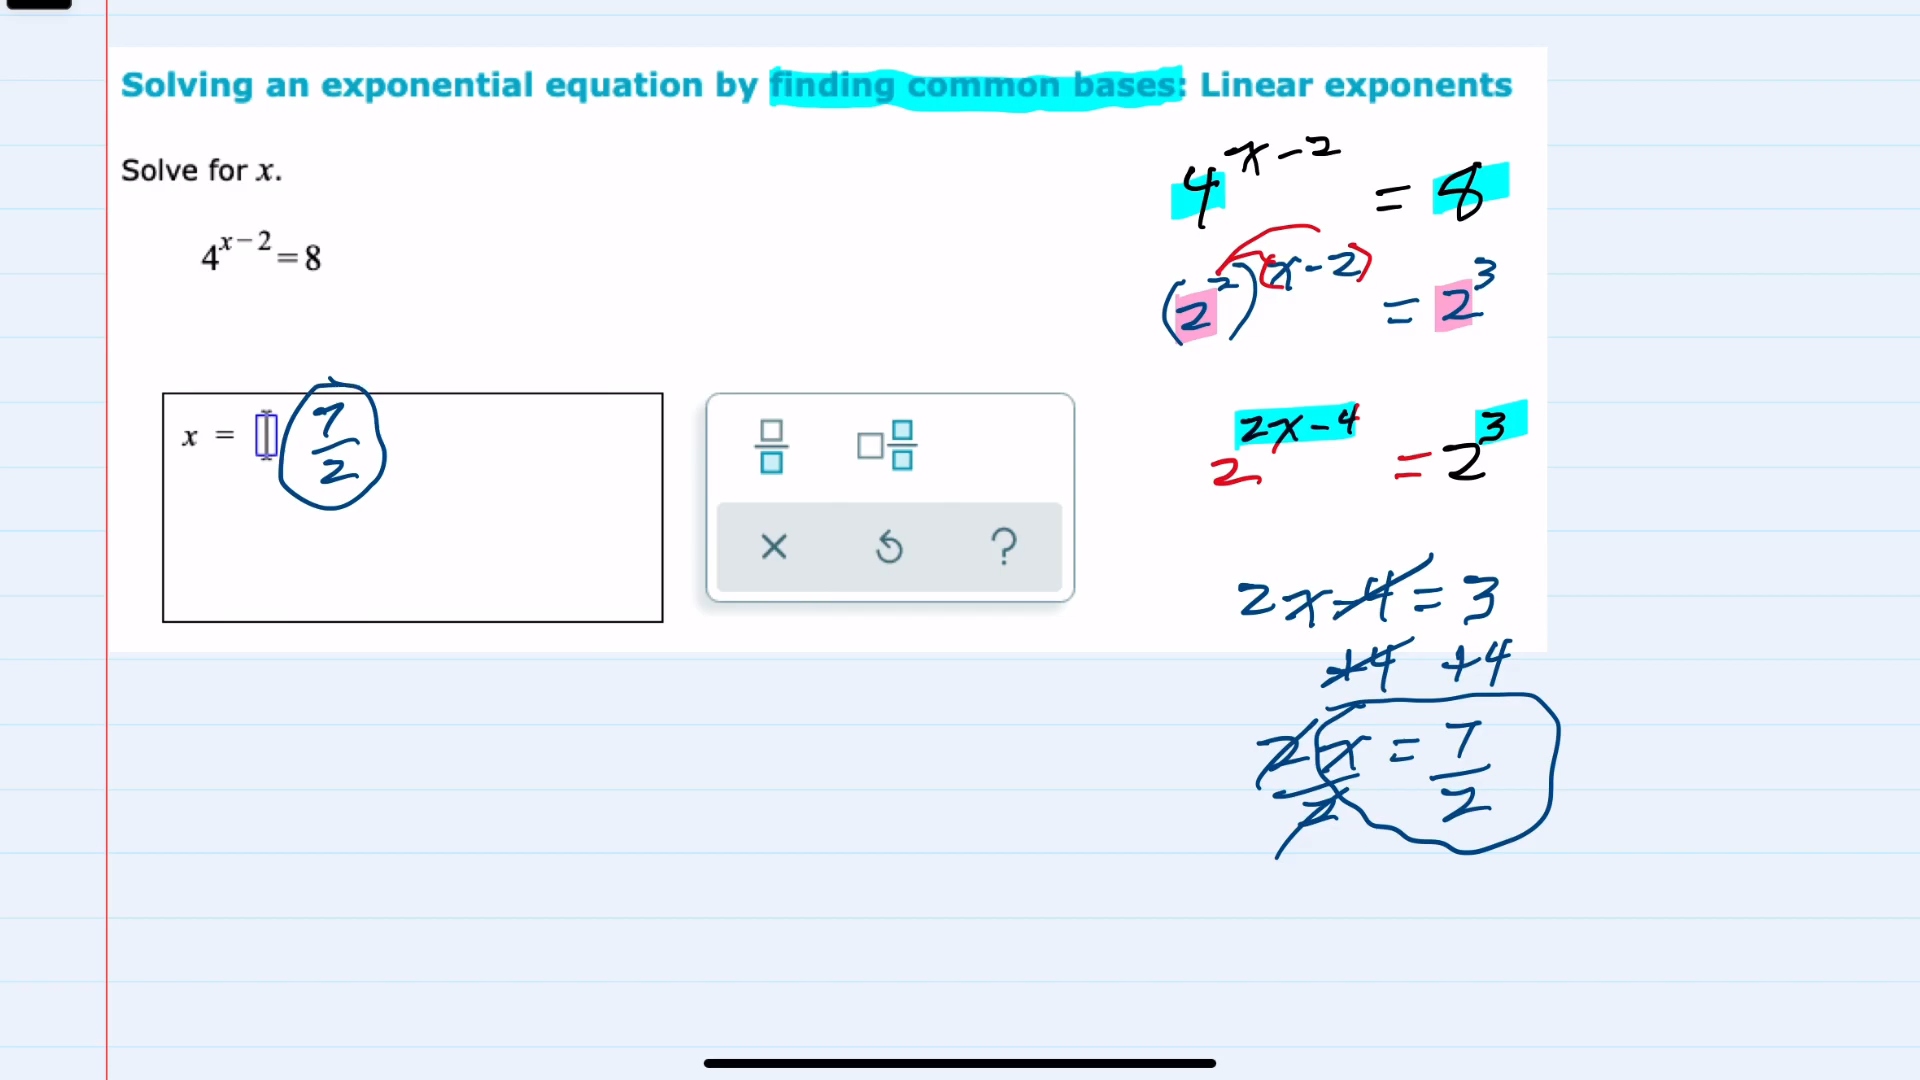 Solving an exponential equation by finding common bases: Linear exponents
Solve for x.
4^{x-2}=8
x = 7/2
?
4^{x-2} = 8
(2^2)^{(x-2)} = 2^3
2^{2x-4} = 2^3
2x-4=3
+4 +4
2x/2 = 7/2